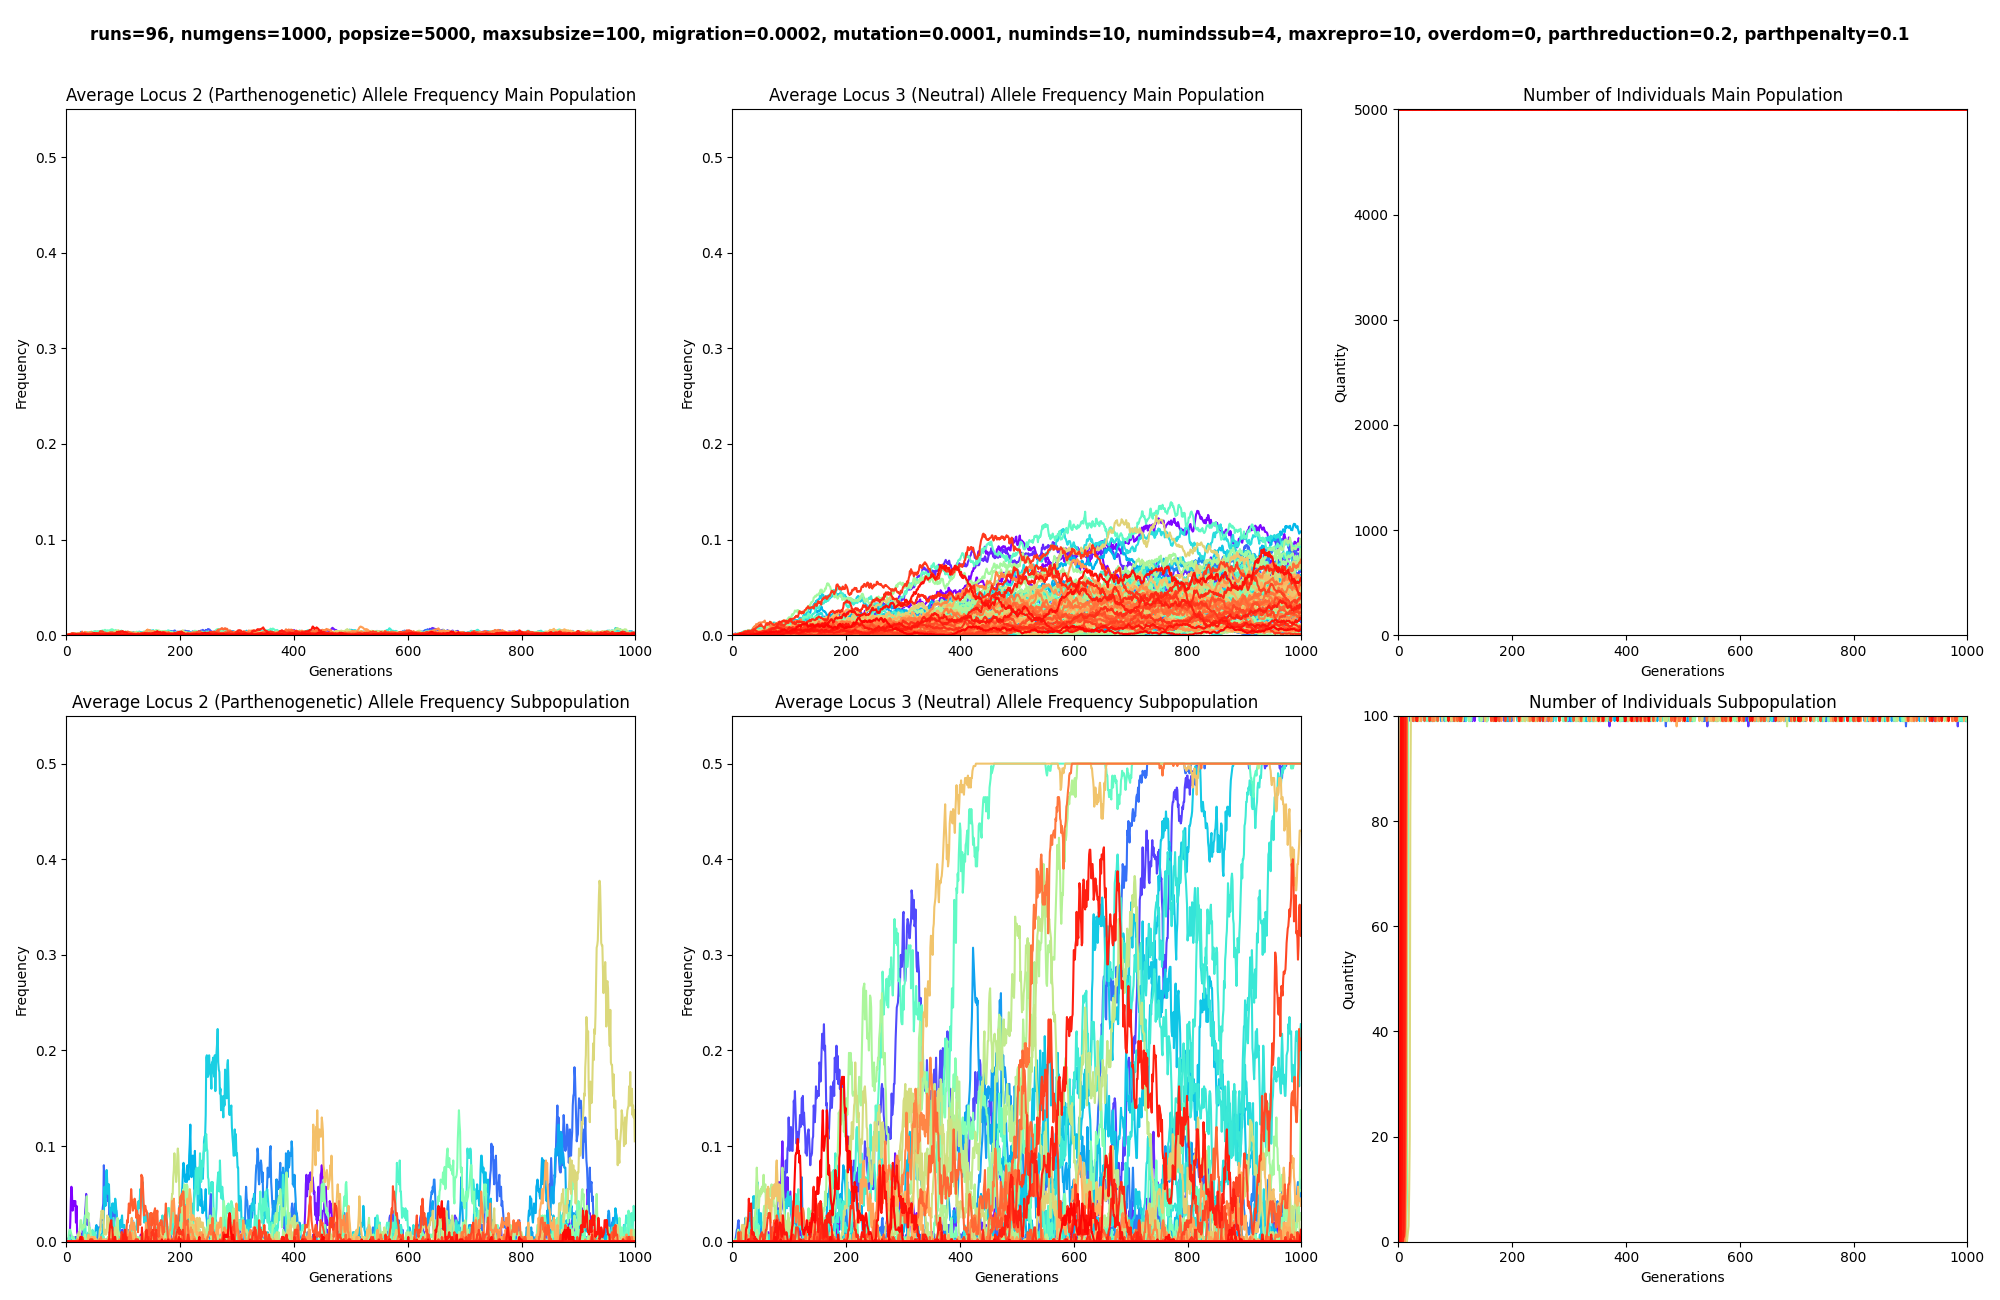 runs=96, numgens=1000, popsize=5000, maxsubsize=100, migration=0.0002, mutation=0.0001, numinds=10, numindssub=4, maxrepro=10, overdom=0, parthreduction=0.2, parthpenalty=0.1
Average Locus 2 (Parthenogenetic) Allele Frequency Main Population
Frequency
0.5
0.4
0.3
0.2
0.1
0.0
0 200 400 600 800 1000
Generations
Average Locus 3 (Neutral) Allele Frequency Main Population
Frequency
0.5
0.4
0.3
0.2
0.1
0.0
0 200 400 600 800 1000
Generations
Number of Individuals Main Population
Quantity
5000
4000
3000
2000
1000
0
0 200 400 600 800 1000
Generations
Average Locus 2 (Parthenogenetic) Allele Frequency Subpopulation
Frequency
0.5
0.4
0.3
0.2
0.1
0.0
0 200 400 600 800 1000
Generations
Average Locus 3 (Neutral) Allele Frequency Subpopulation
Frequency
0.5
0.4
0.3
0.2
0.1
0.0
0 200 400 600 800 1000
Generations
Number of Individuals Subpopulation
Quantity
100
80
60
40
20
0
0 200 400 600 800 1000
Generations